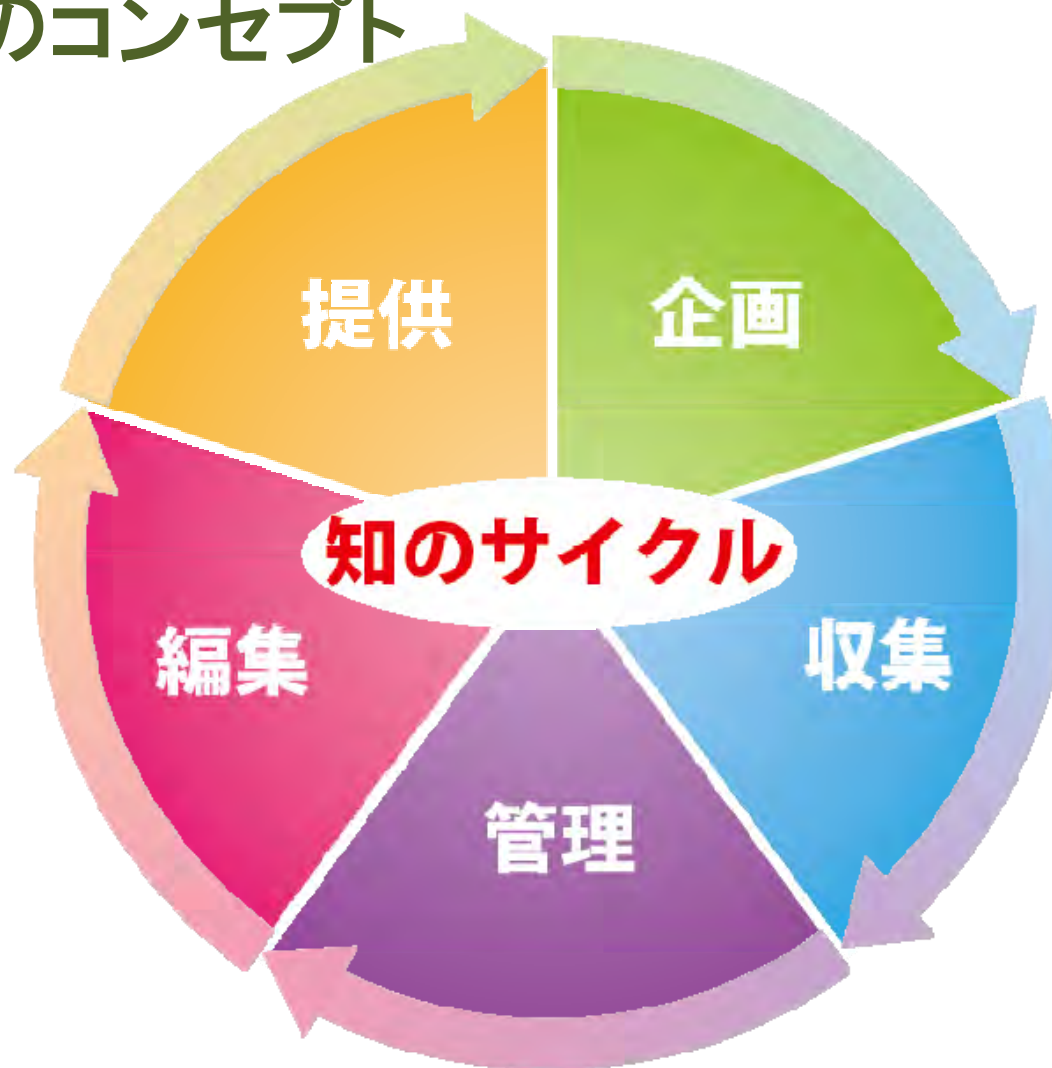 のコンセプト
提供
企画
知のサイクル
編集
収集
管理